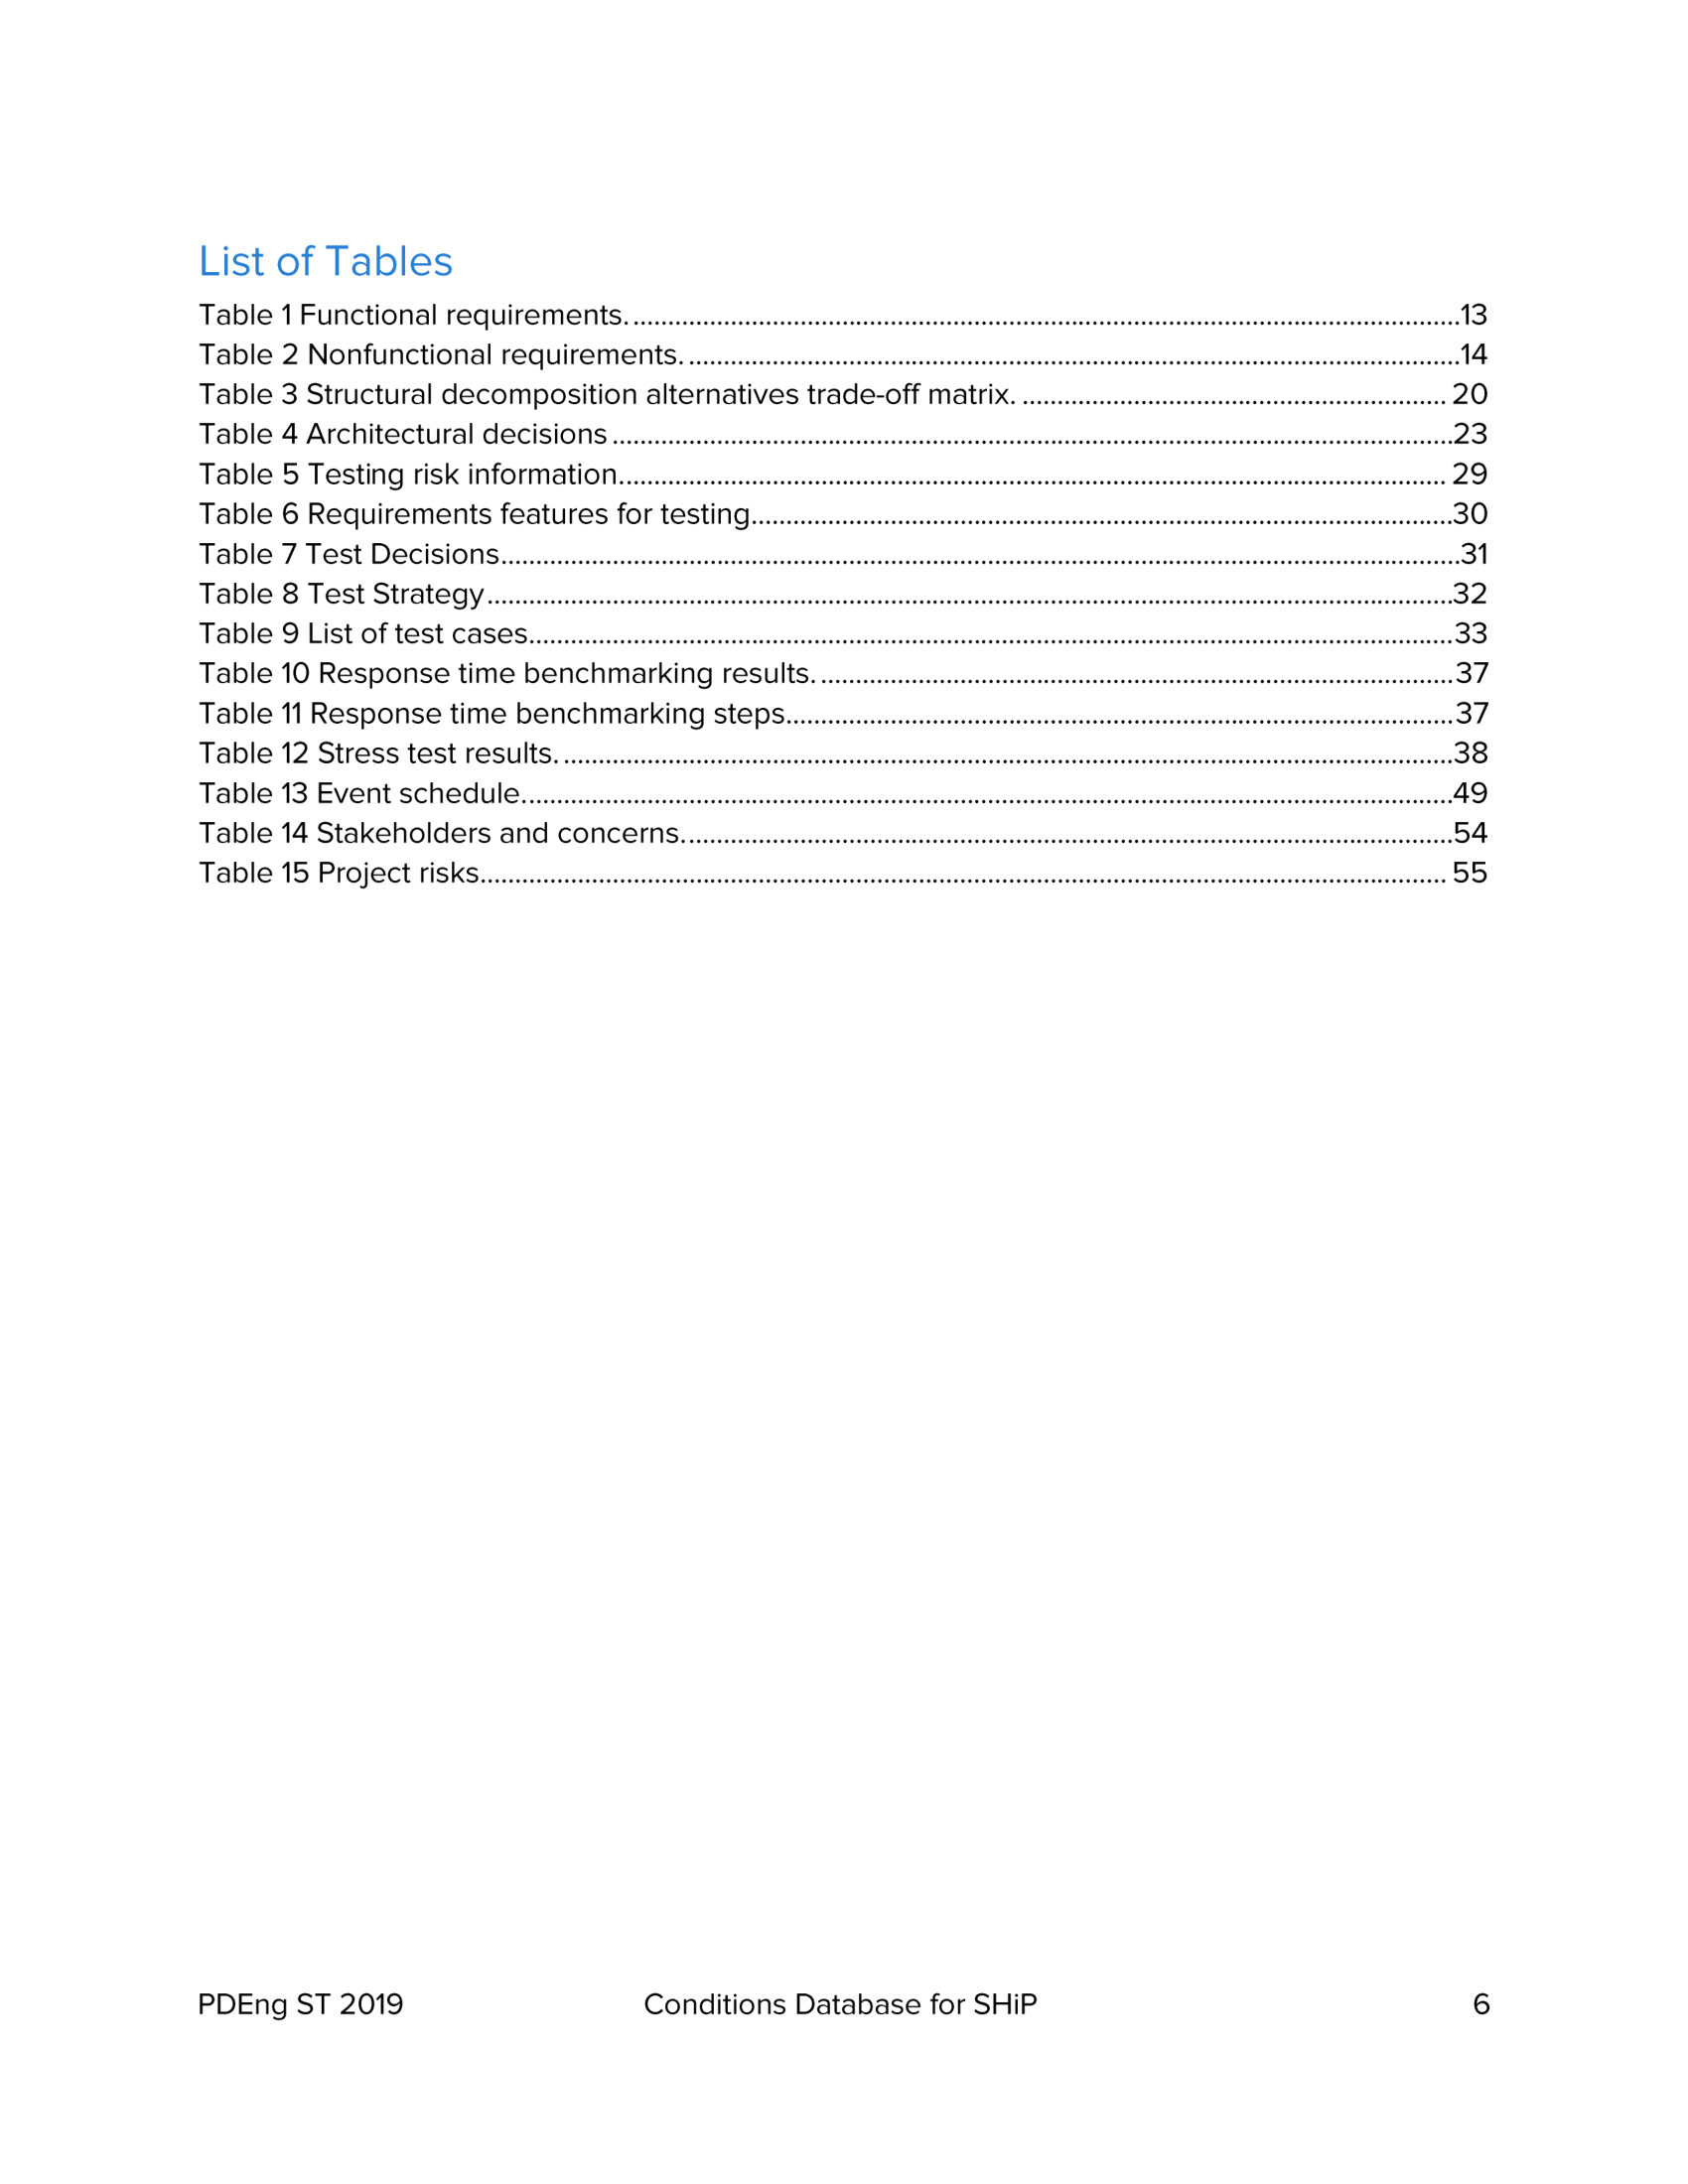 List of Tables
Table 1 Functional requirements. ........................................................................................................................13
Table 2 Nonfunctional requirements. ................................................................................................................14
Table 3 Structural decomposition alternatives trade-off matrix. ............................................................. 20
Table 4 Architectural decisions ..........................................................................................................................23
Table 5 Testing risk information....................................................................................................................... 29
Table 6 Requirements features for testing.....................................................................................................30
Table 7 Test Decisions..........................................................................................................................................31
Table 8 Test Strategy ...........................................................................................................................................32
Table 9 List of test cases.....................................................................................................................................33
Table 10 Response time benchmarking results. ...........................................................................................37
Table 11 Response time benchmarking steps................................................................................................37
Table 12 Stress test results. ................................................................................................................................38
Table 13 Event schedule......................................................................................................................................49
Table 14 Stakeholders and concerns. ..............................................................................................................54
Table 15 Project risks........................................................................................................................................... 55
PDEng ST 2019 Conditions Database for SHiP 6